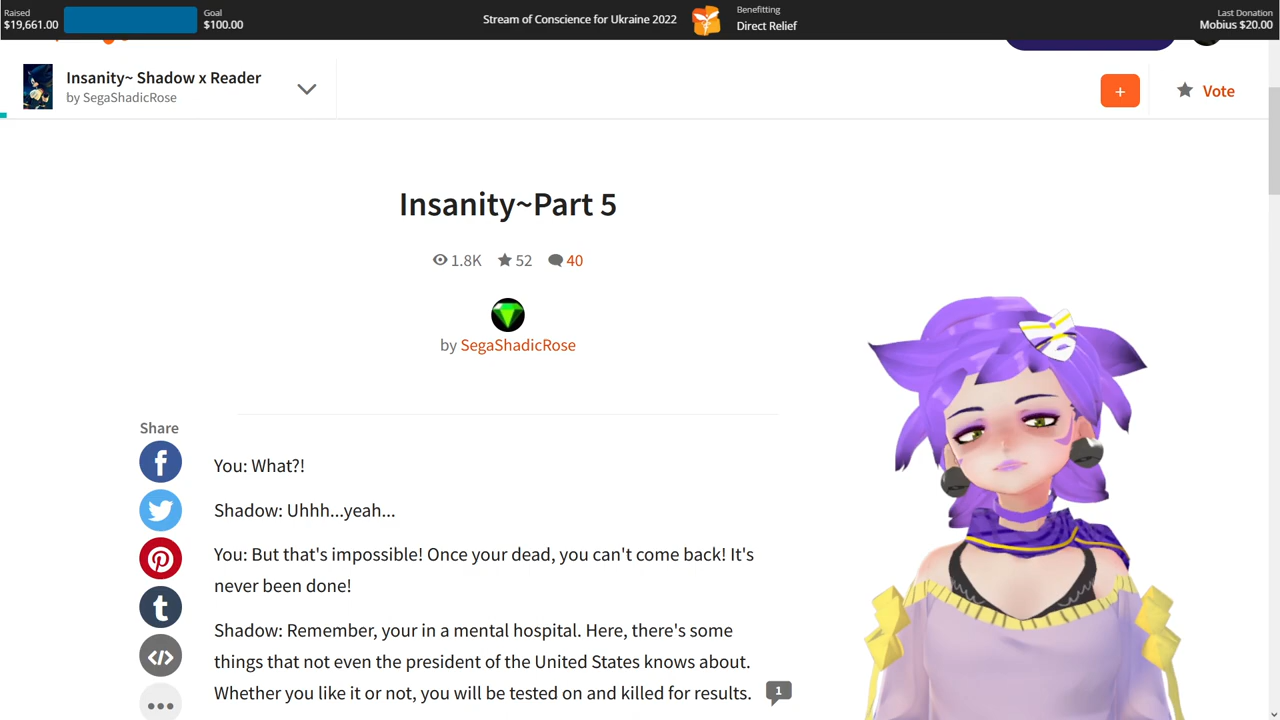 Raised
$19,661.00
Goal
$100.00
Stream of Conscience for Ukraine 2022
Benefitting
Direct Relief
Last Donation
Mobius $20.00
Insanity~ Shadow x Reader
by SegaShadicRose
+
Vote
Insanity~Part 5
1.8K 52 40
by SegaShadicRose
Share
You: What?!
Shadow: Uhhh...yeah...
You: But that's impossible! Once your dead, you can't come back! It's
never been done!
Shadow: Remember, your in a mental hospital. Here, there's some
things that not even the president of the United States knows about.
Whether you like it or not, you will be tested on and killed for results.
1